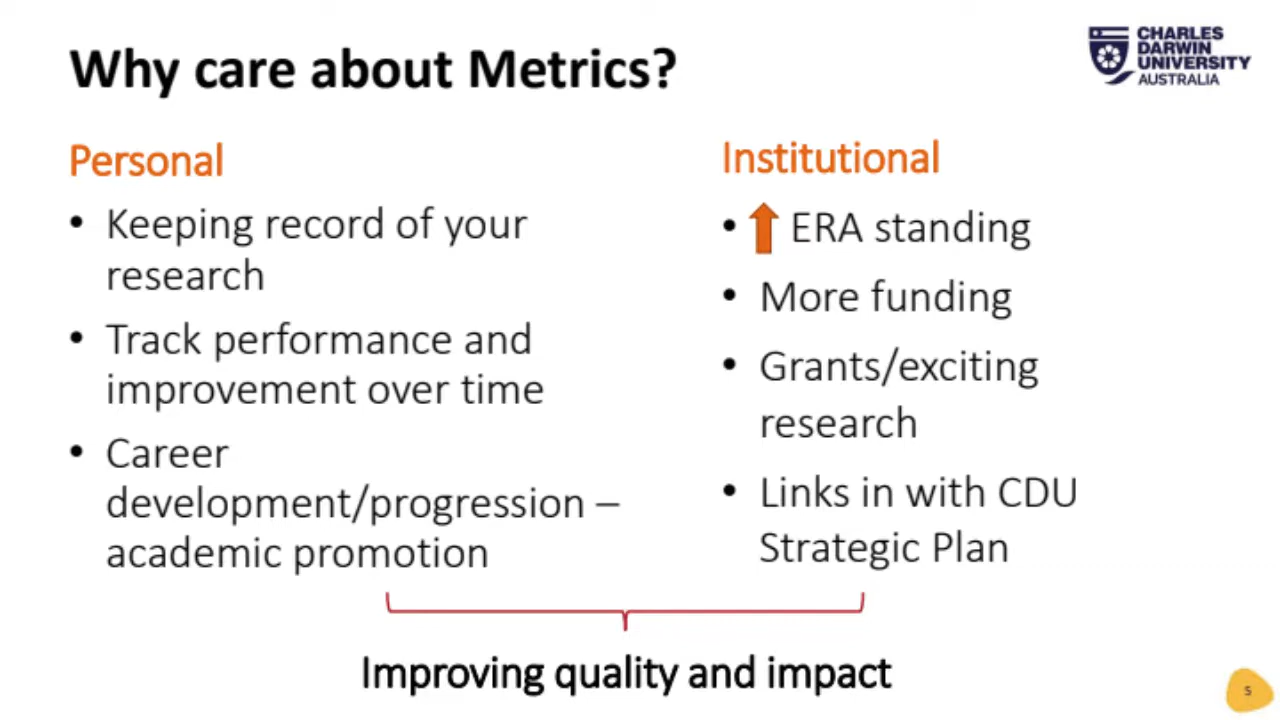 Why care about Metrics?
CHARLES
DARWIN
UNIVERSITY
AUSTRALIA
Personal
• Keeping record of your
research
• Track performance and
improvement over time
• Career
development/progression –
academic promotion
Institutional
• ERA standing
• More funding
• Grants/exciting
research
• Links in with CDU
Strategic Plan
Improving quality and impact
5